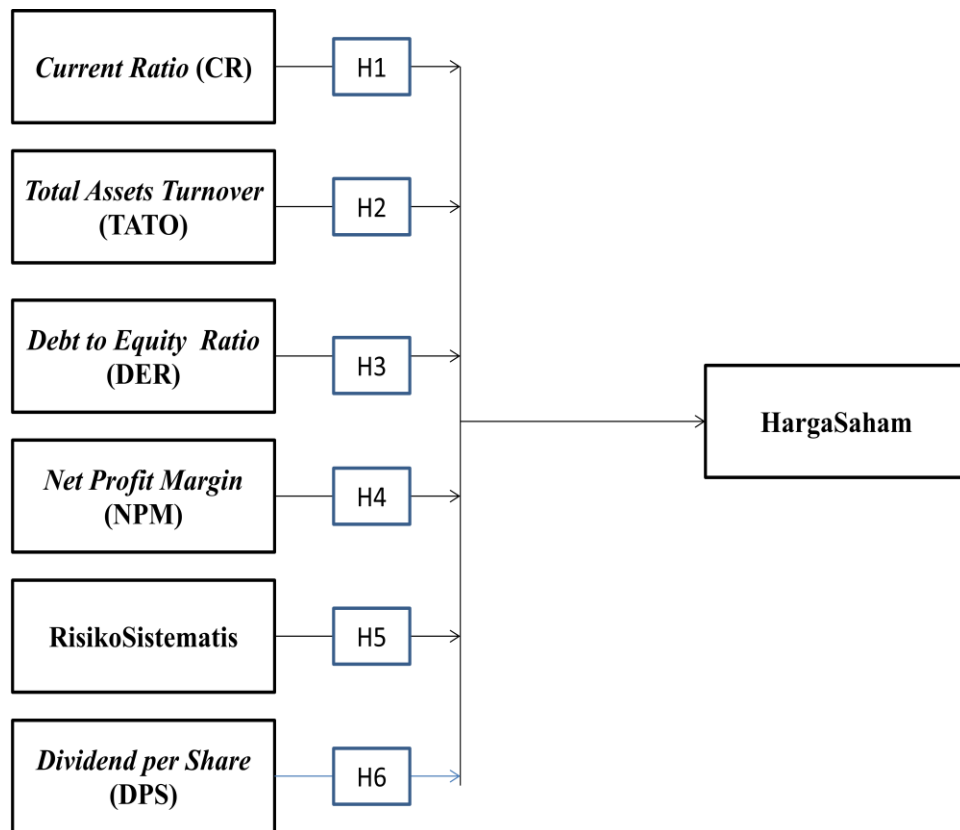 Current Ratio (CR)
H1
Total Assets Turnover
(TATO)
H2
Debt to Equity Ratio
(DER)
H3
HargaSaham
Net Profit Margin
(NPM)
H4
RisikoSistematis
H5
Dividend per Share
(DPS)
H6